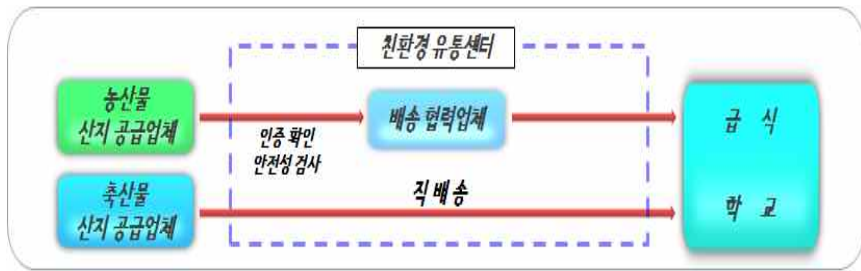 친환경 유통센터
농산물
산지 공급업체
인증 확인
안전성 검사
배송 협력업체
급 식
학 교
축산물
산지 공급업체
직 배송